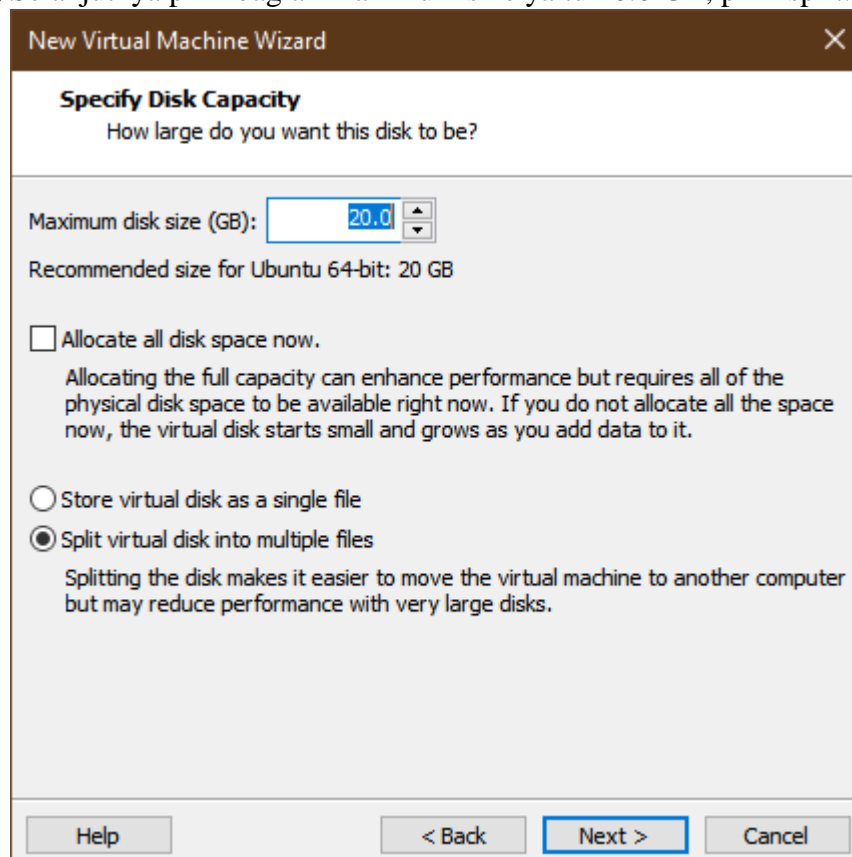 New Virtual Machine Wizard
Specify Disk Capacity
How large do you want this disk to be?
Maximum disk size (GB): 20.0
Recommended size for Ubuntu 64-bit: 20 GB
Allocate all disk space now.
Allocating the full capacity can enhance performance but requires all of the
physical disk space to be available right now. If you do not allocate all the space
now, the virtual disk starts small and grows as you add data to it.
Store virtual disk as a single file
Split virtual disk into multiple files
Splitting the disk makes it easier to move the virtual machine to another computer
but may reduce performance with very large disks.
Help < Back Next > Cancel